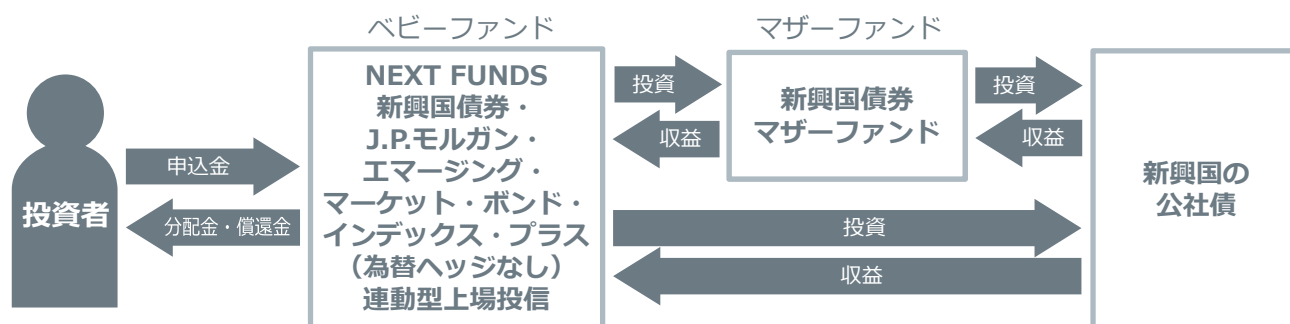 ベビーファンド
マザーファンド
NEXT FUNDS
新興国債券・
J.P.モルガン・
エマージング・
マーケット・ボンド・
インデックス・プラス
（為替ヘッジなし）
連動型上場投信
投資
収益
新興国債券
マザーファンド
投資
収益
申込金
分配金・償還金
投資者
投資
収益
新興国の
公社債